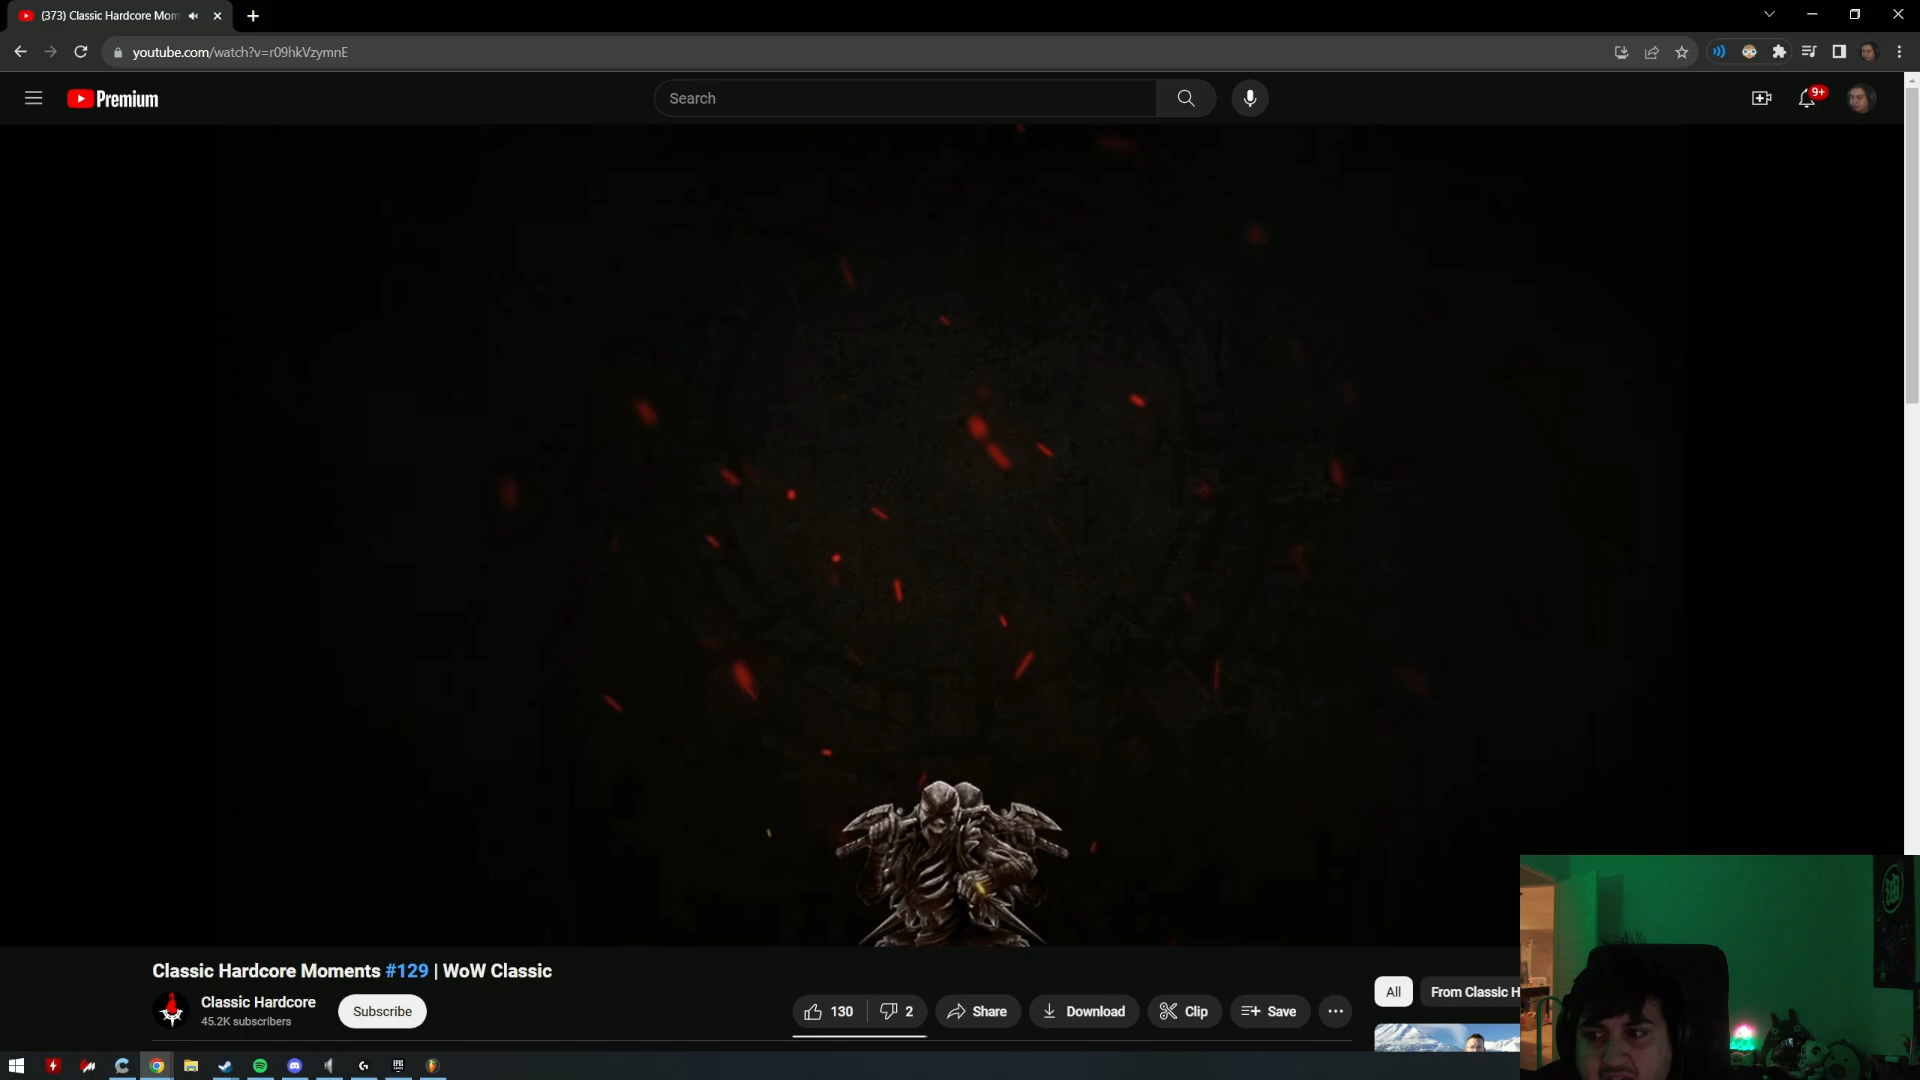 (373) Classic Hardcore Mom
youtube.com/watch?v=r09hkVzymnE
Premium
Search
9+
Classic Hardcore Moments #129 | WoW Classic
Classic Hardcore
45.2K subscribers
Subscribe
130
2
Share
Download
Clip
Save
All
From Classic H